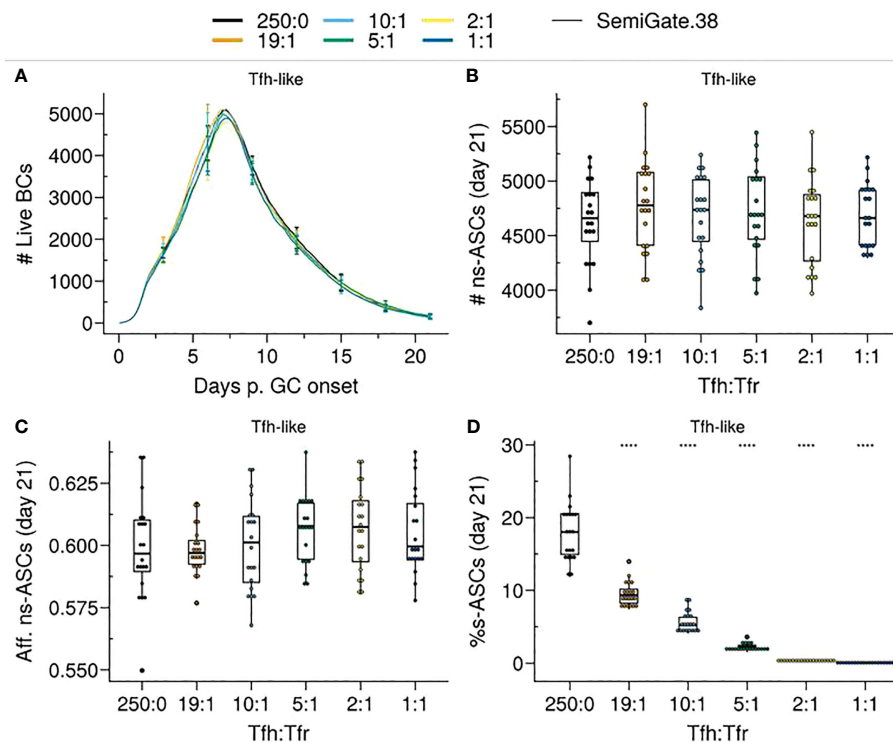 250:0 10:1 2:1 SemiGate.38
19:1 5:1 1:1
A
Tfh-like
# Live BCs
5000
4000
3000
2000
1000
0
0 5 10 15 20
Days p. GC onset
B
Tfh-like
# ns-ASCs (day 21)
5500
5000
4500
4000
250:0 19:1 10:1 5:1 2:1 1:1
Tfh:Tfr
C
Tfh-like
Aff. ns-ASCs (day 21)
0.625
0.600
0.575
0.550
250:0 19:1 10:1 5:1 2:1 1:1
Tfh:Tfr
D
Tfh-like
%s-ASCs (day 21)
30
20
10
0
**** **** **** **** ****
250:0 19:1 10:1 5:1 2:1 1:1
Tfh:Tfr